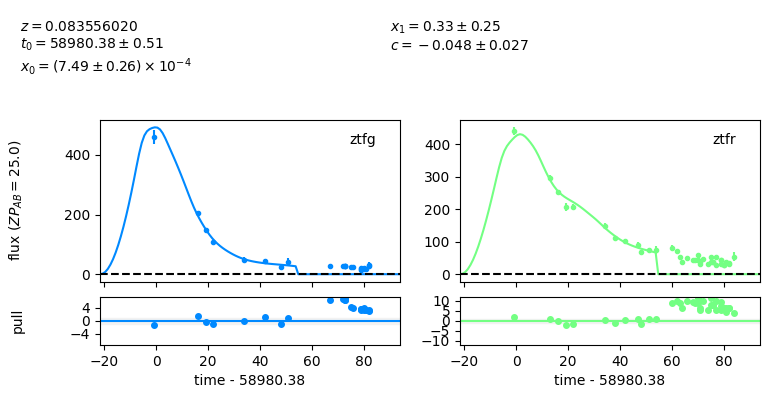 z = 0.083556020
t₀ = 58980.38 ± 0.51
x₀ = (7.49 ± 0.26) × 10⁻⁴
x₁ = 0.33 ± 0.25
c = −0.048 ± 0.027
flux (ZP_AB = 25.0)
400
200
0
ztfg
400
300
200
100
0
ztfr
pull
4
0
−4
10
5
0
−5
−10
−20 0 20 40 60 80
−20 0 20 40 60 80
time - 58980.38
time - 58980.38